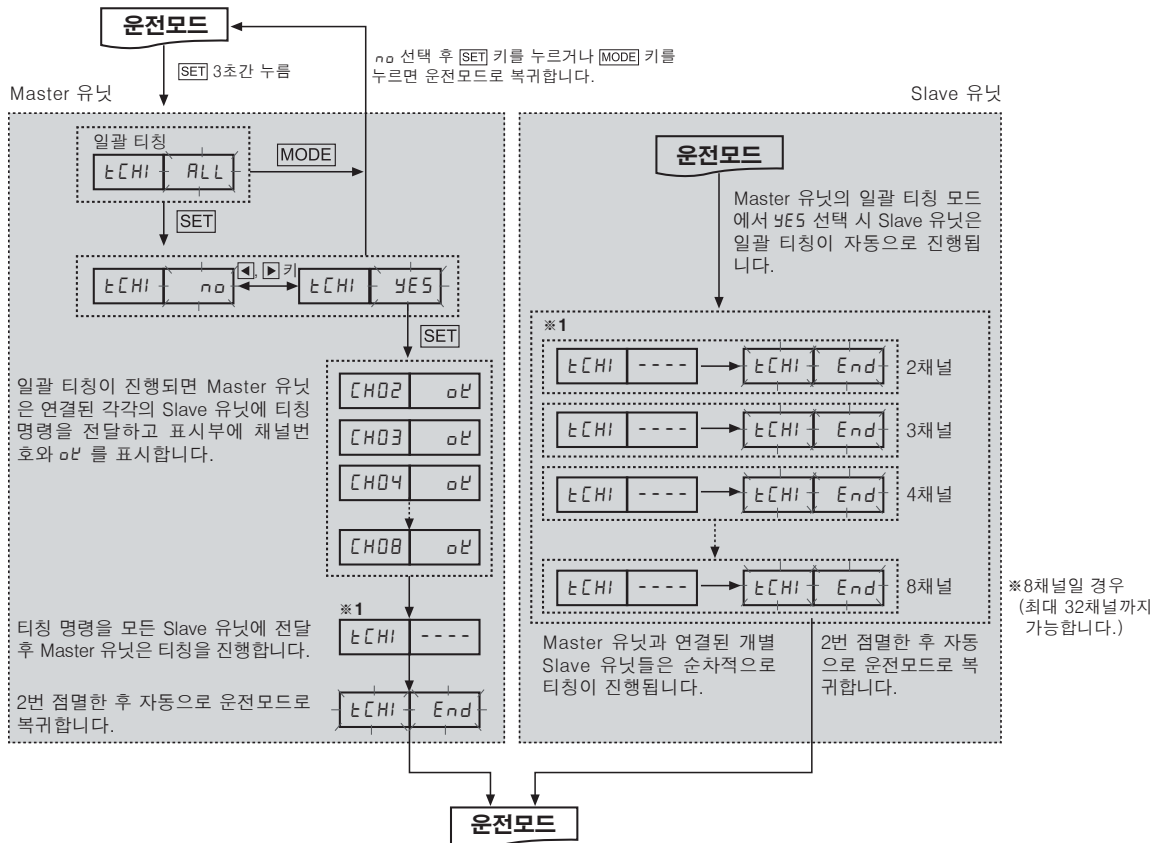 운전모드
SET 3초간 누름
no 선택 후 SET 키를 누르거나 MODE 키를
누르면 운전모드로 복귀합니다.
Master 유닛
일괄 티칭
tCHI ALL
MODE
SET
tCHI no
◀, ▶ 키
tCHI YES
SET
일괄 티칭이 진행되면 Master 유닛
은 연결된 각각의 Slave 유닛에 티칭
명령을 전달하고 표시부에 채널번
호와 ok 를 표시합니다.
CH02 ok
CH03 ok
CH04 ok
CH08 ok
티칭 명령을 모든 Slave 유닛에 전달
후 Master 유닛은 티칭을 진행합니다.
※1
tCHI ----
2번 점멸한 후 자동으로 운전모드로
복귀합니다.
tCHI End
Slave 유닛
운전모드
Master 유닛의 일괄 티칭 모드
에서 YES 선택 시 Slave 유닛은
일괄 티칭이 자동으로 진행됩
니다.
※1
tCHI ---- tCHI End 2채널
tCHI ---- tCHI End 3채널
tCHI ---- tCHI End 4채널
tCHI ---- tCHI End 8채널
※8채널일 경우
(최대 32채널까지
가능합니다.)
Master 유닛과 연결된 개별
Slave 유닛들은 순차적으로
티칭이 진행됩니다.
2번 점멸한 후 자동
으로 운전모드로 복
귀합니다.
운전모드